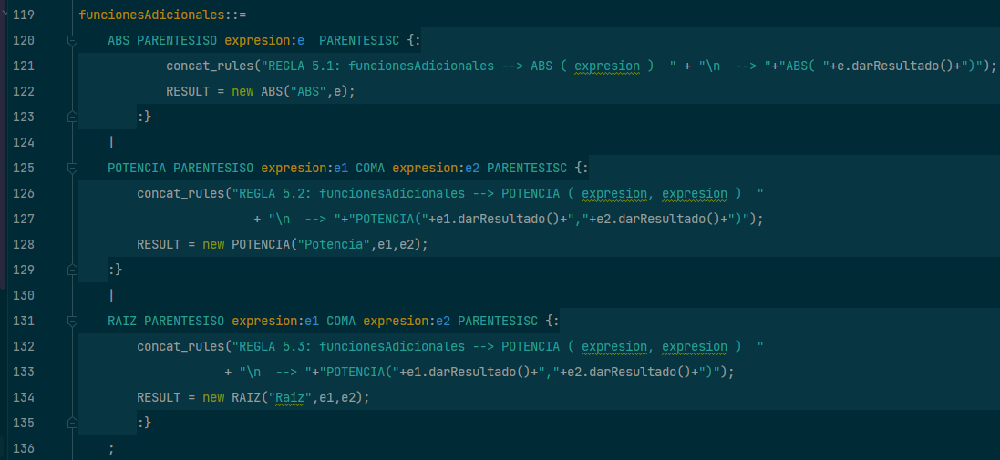 119 funcionesAdicionales::=
120 ABS PARENTESISO expresion:e  PARENTESISC {:
121 concat_rules("REGLA 5.1: funcionesAdicionales --> ABS ( expresion )  " + "\n  --> "+"ABS( "+e.darResultado()+")");
122 RESULT = new ABS("ABS",e);
123 :}
124 |
125 POTENCIA PARENTESISO expresion:e1 COMA expresion:e2 PARENTESISC {:
126 concat_rules("REGLA 5.2: funcionesAdicionales --> POTENCIA ( expresion, expresion )  "
127 + "\n  --> "+"POTENCIA("+e1.darResultado()+","+e2.darResultado()+")");
128 RESULT = new POTENCIA("Potencia",e1,e2);
129 :}
130 |
131 RAIZ PARENTESISO expresion:e1 COMA expresion:e2 PARENTESISC {:
132 concat_rules("REGLA 5.3: funcionesAdicionales --> POTENCIA ( expresion, expresion )  "
133 + "\n  --> "+"POTENCIA("+e1.darResultado()+","+e2.darResultado()+")");
134 RESULT = new RAIZ("Raiz",e1,e2);
135 :}
136 ;